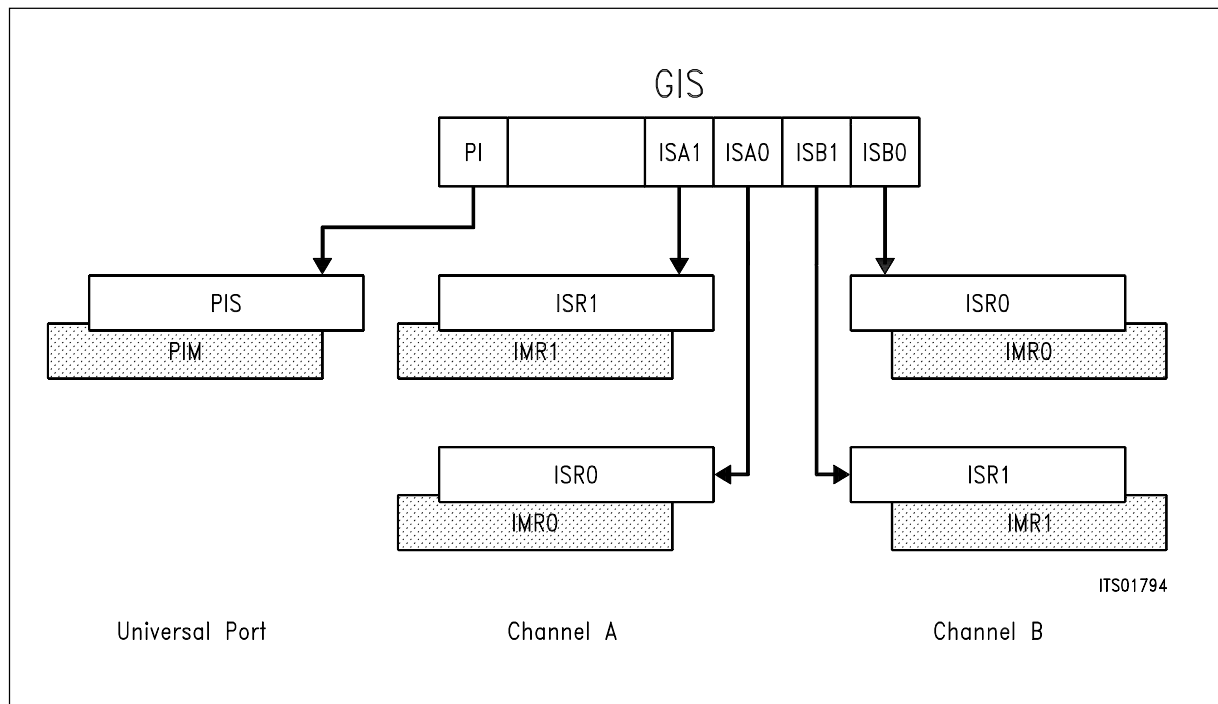 GIS
PI ISA1 ISA0 ISB1 ISB0
PIS ISR1 ISR0
PIM IMR1 IMR0
ISR0 ISR1
IMR0 IMR1
ITS01794
Universal Port Channel A Channel B